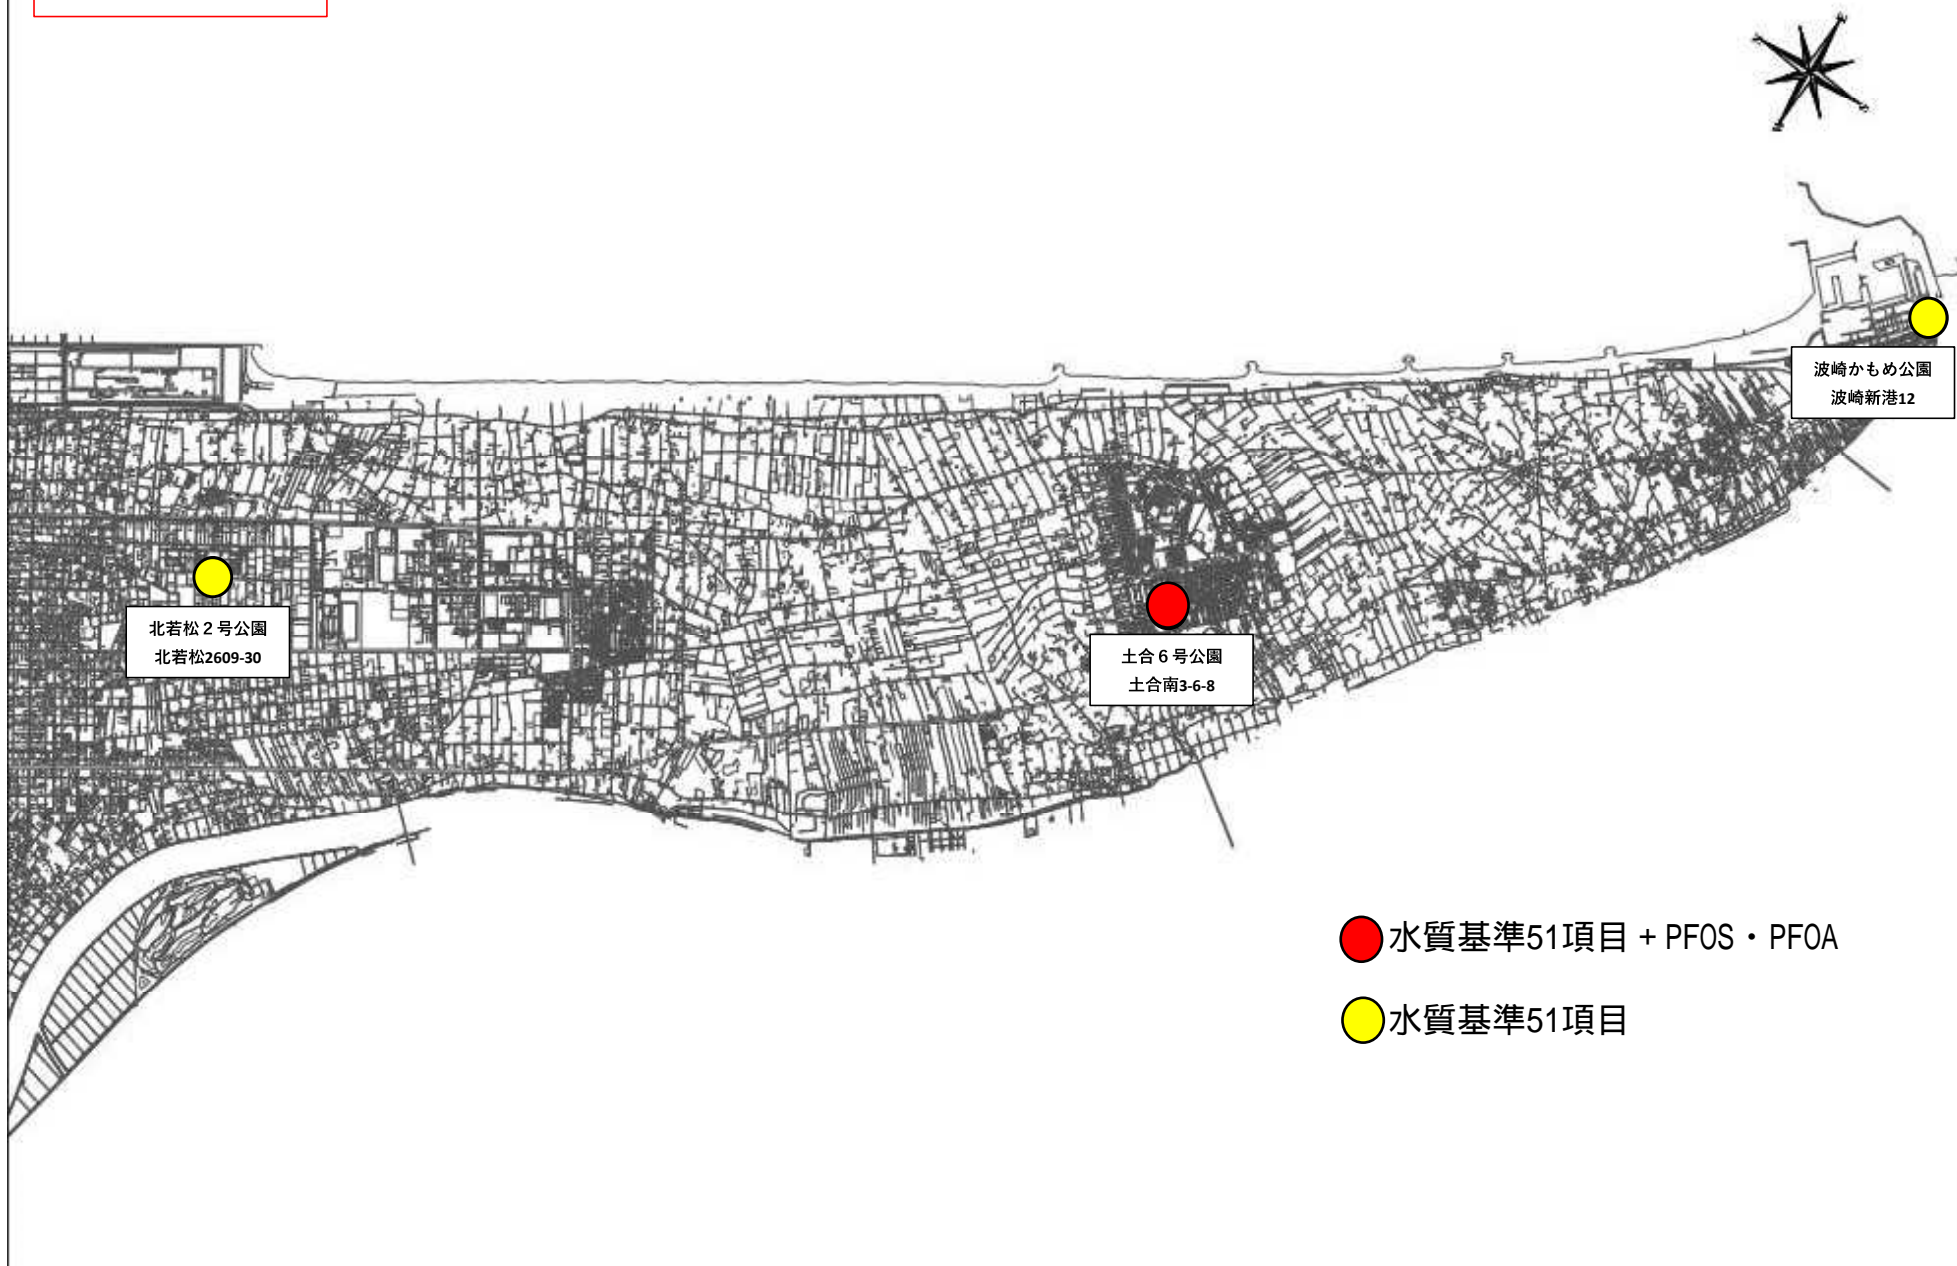 波崎かもめ公園
波崎新港12
北若松２号公園
北若松2609-30
土合６号公園
土合南3-6-8
水質基準51項目 + PFOS・PFOA
水質基準51項目